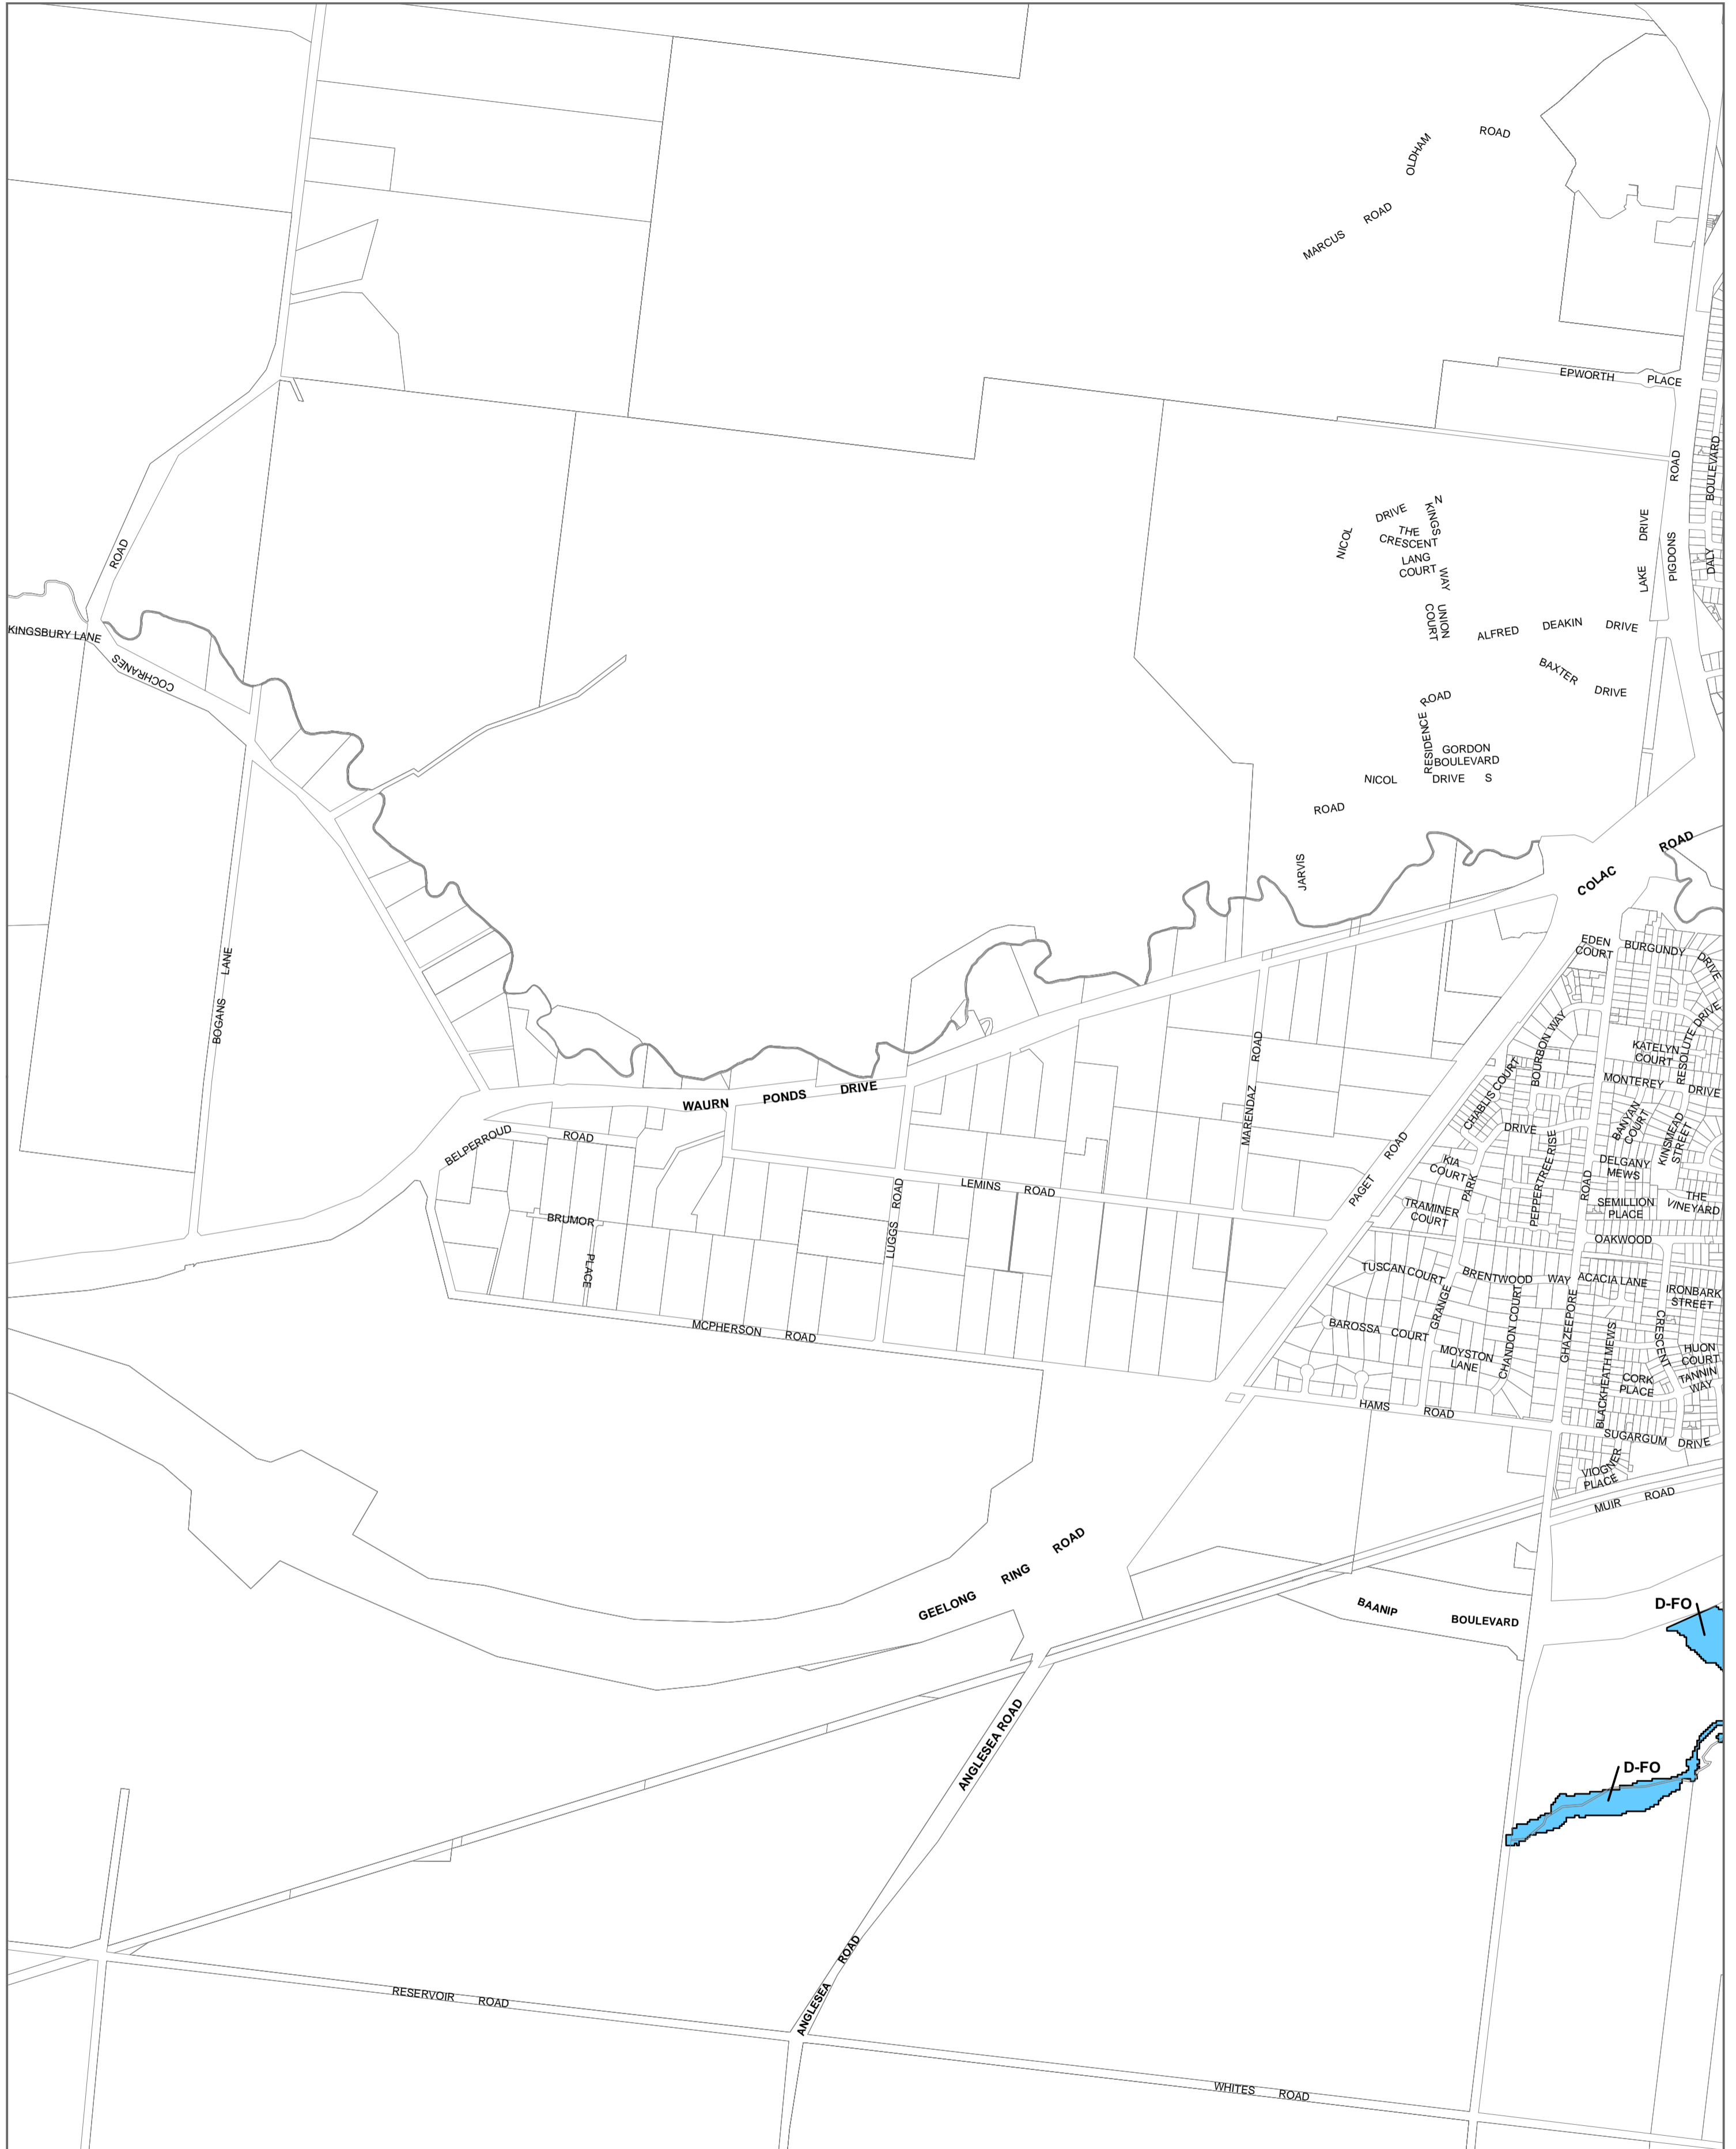 OLDHAM ROAD
MARCUS ROAD
EPWORTH PLACE
ROAD
PIGDONS
BOULEVARD
DALY
LAKE DRIVE
NICOL DRIVE N
KINGS WAY
THE
CRESCENT
LANG
COURT
UNION
COURT
ALFRED DEAKIN DRIVE
BAXTER DRIVE
RESIDENCE ROAD
GORDON
BOULEVARD
NICOL DRIVE S
JARVIS ROAD
ROAD
KINGSBURY LANE
COCHRANES
BOGANS LANE
COLAC ROAD
EDEN
COURT
BURGUNDY DRIVE
RESOLUTE DRIVE
BOURBON WAY
KATELYN
COURT
CHABLIS COURT
MONTEREY DRIVE
BANYAN
COURT
KINSMEAD
STREET
DRIVE
WAURN PONDS DRIVE
MARENDAZ ROAD
BELPERROUD ROAD
BRUMOR
PLACE
LUGGS ROAD
LEMINS ROAD
PAGET ROAD
KIA
COURT
PARK
PEPPERTREE RISE
ROAD
DELGANY
MEWS
SEMILLION
PLACE
THE
VINEYARD
TRAMINER
COURT
OAKWOOD
TUSCAN COURT
BRENTWOOD WAY
ACACIA LANE
IRONBARK
STREET
GRANGE
CHANDON COURT
GHAZEEPORE
CRESCENT
MCPHERSON ROAD
BAROSSA COURT
MOYSTON
LANE
BLACKHEATH MEWS
HUON
COURT
CORK
PLACE
TANNIN
WAY
HAMS ROAD
SUGARGUM DRIVE
VIOGNER
PLACE
MUIR ROAD
GEELONG RING ROAD
BAANIP BOULEVARD
D-FO
ANGLESEA ROAD
D-FO
ANGLESEA ROAD
RESERVOIR ROAD
WHITES ROAD